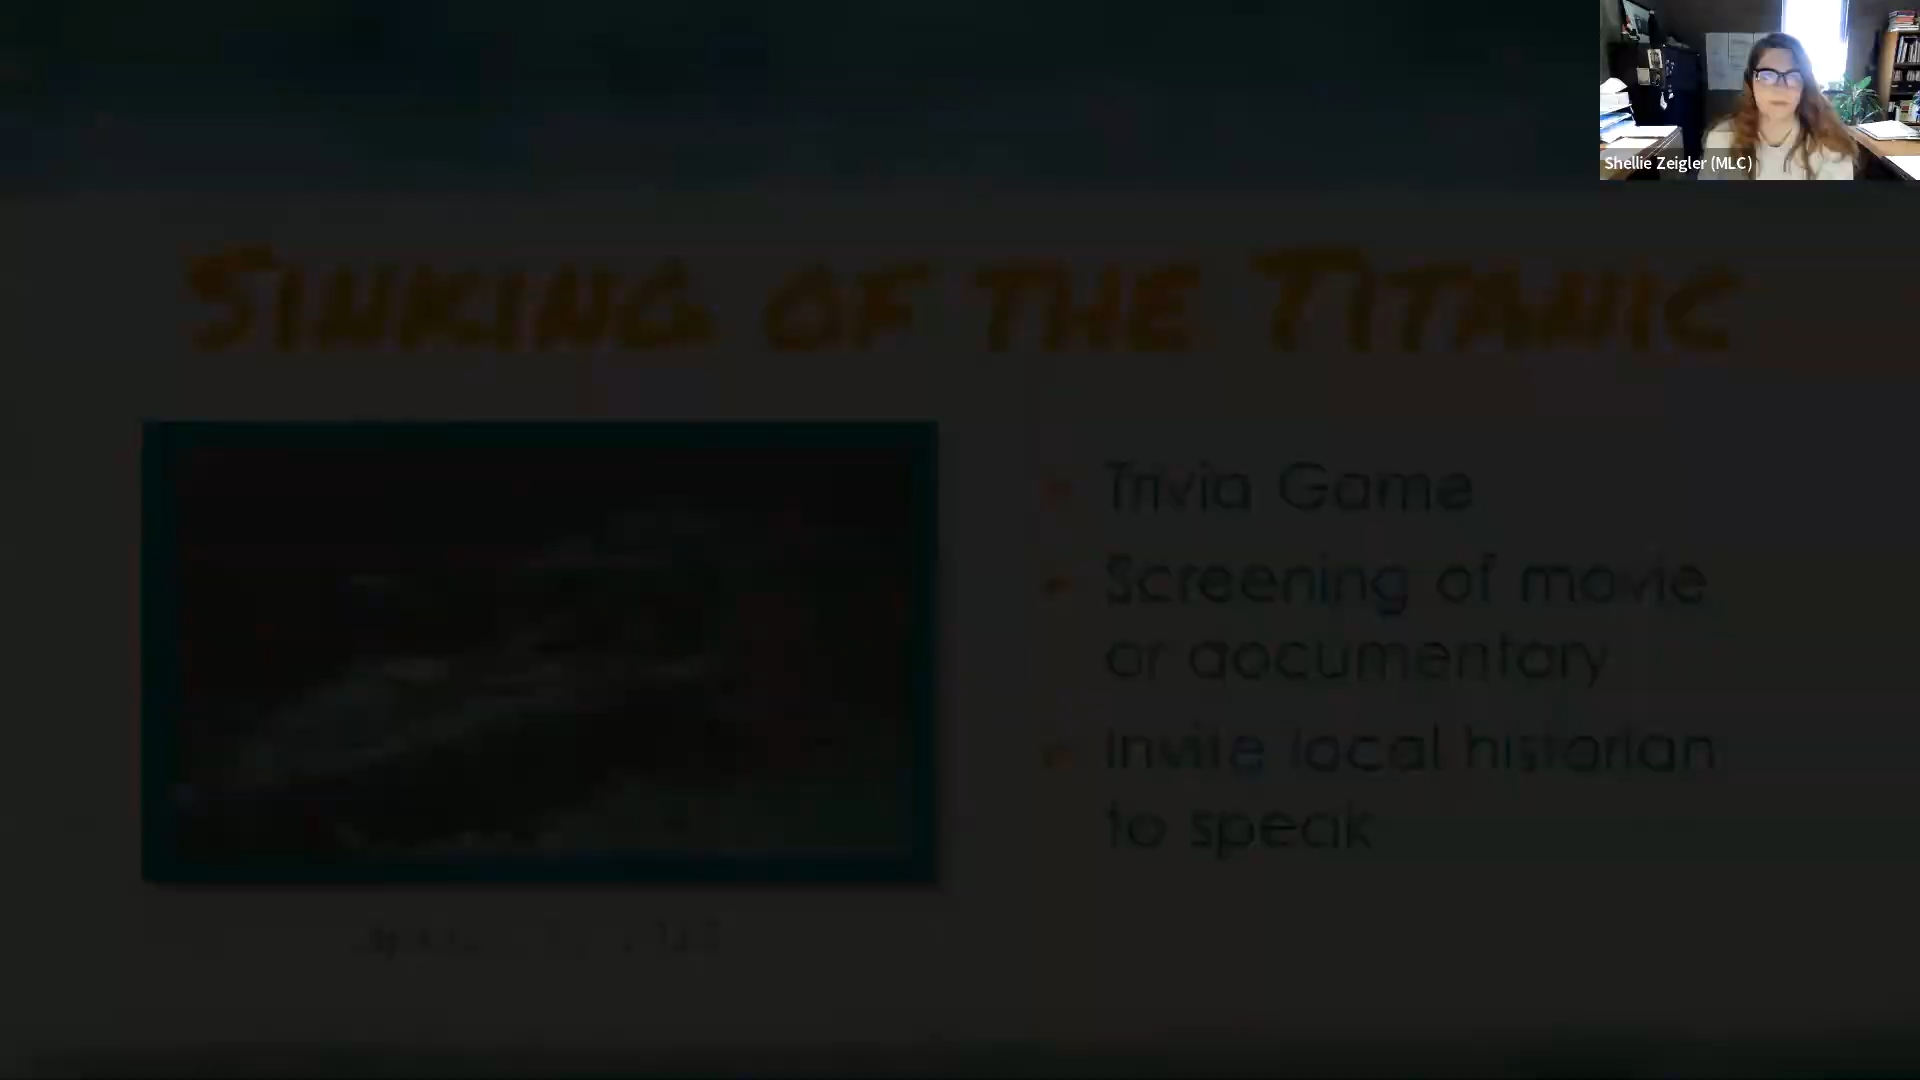 Shellie Zeigler (MLC)
SINKING OF THE TITANIC
Trivia Game
Screening of movie
or documentary
Invite local historian
to speak